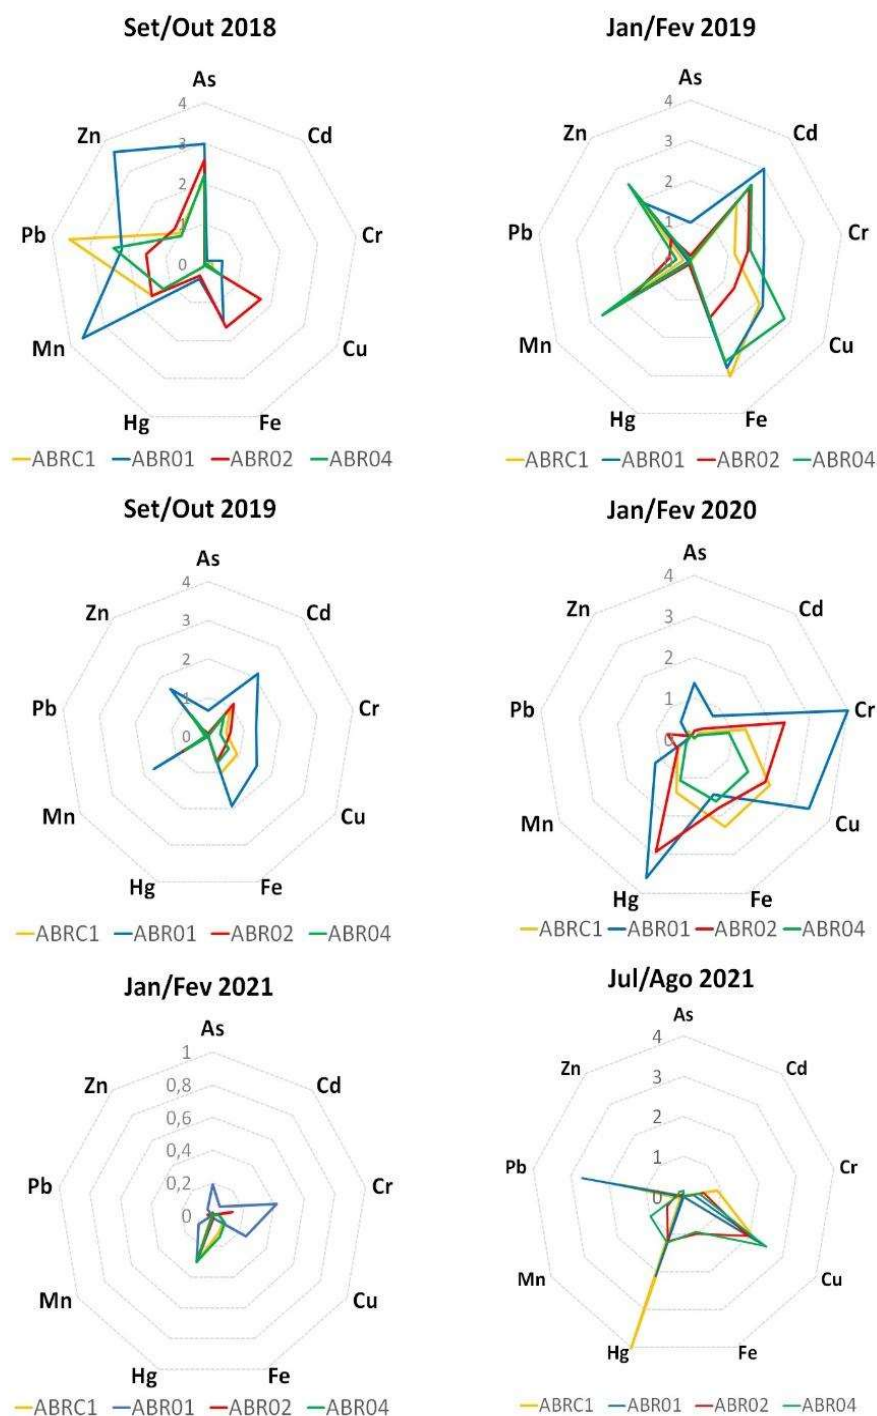 Set/Out 2018
As
4
3
2
1
0
Cd
Cr
Cu
Fe
Hg
Mn
Pb
Zn
ABRC1 ABR01 ABR02 ABR04
Jan/Fev 2019
As
4
3
2
1
0
Cd
Cr
Cu
Fe
Hg
Mn
Pb
Zn
ABRC1 ABR01 ABR02 ABR04
Set/Out 2019
As
4
3
2
1
0
Cd
Cr
Cu
Fe
Hg
Mn
Pb
Zn
ABRC1 ABR01 ABR02 ABR04
Jan/Fev 2020
As
4
3
2
1
0
Cd
Cr
Cu
Fe
Hg
Mn
Pb
Zn
ABRC1 ABR01 ABR02 ABR04
Jan/Fev 2021
As
1
0,8
0,6
0,4
0,2
0
Cd
Cr
Cu
Fe
Hg
Mn
Pb
Zn
ABRC1 ABR01 ABR02 ABR04
Jul/Ago 2021
As
4
3
2
1
0
Cd
Cr
Cu
Fe
Hg
Mn
Pb
Zn
ABRC1 ABR01 ABR02 ABR04